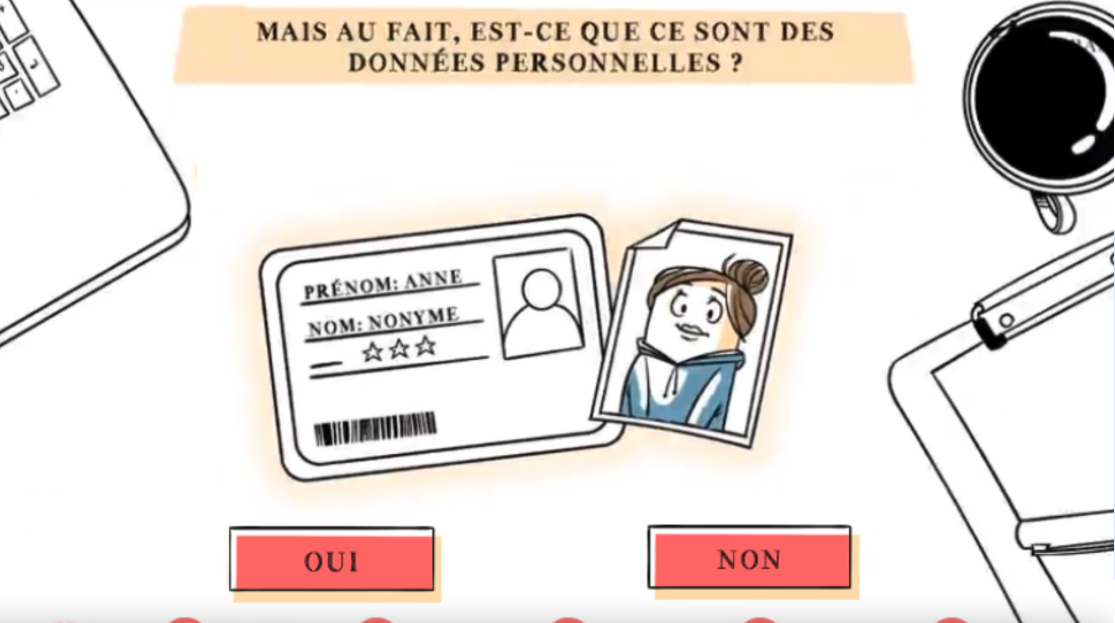 MAIS AU FAIT, EST-CE QUE CE SONT DES
DONNÉES PERSONNELLES ?
PRÉNOM: ANNE
NOM: NONYME
OUI
NON